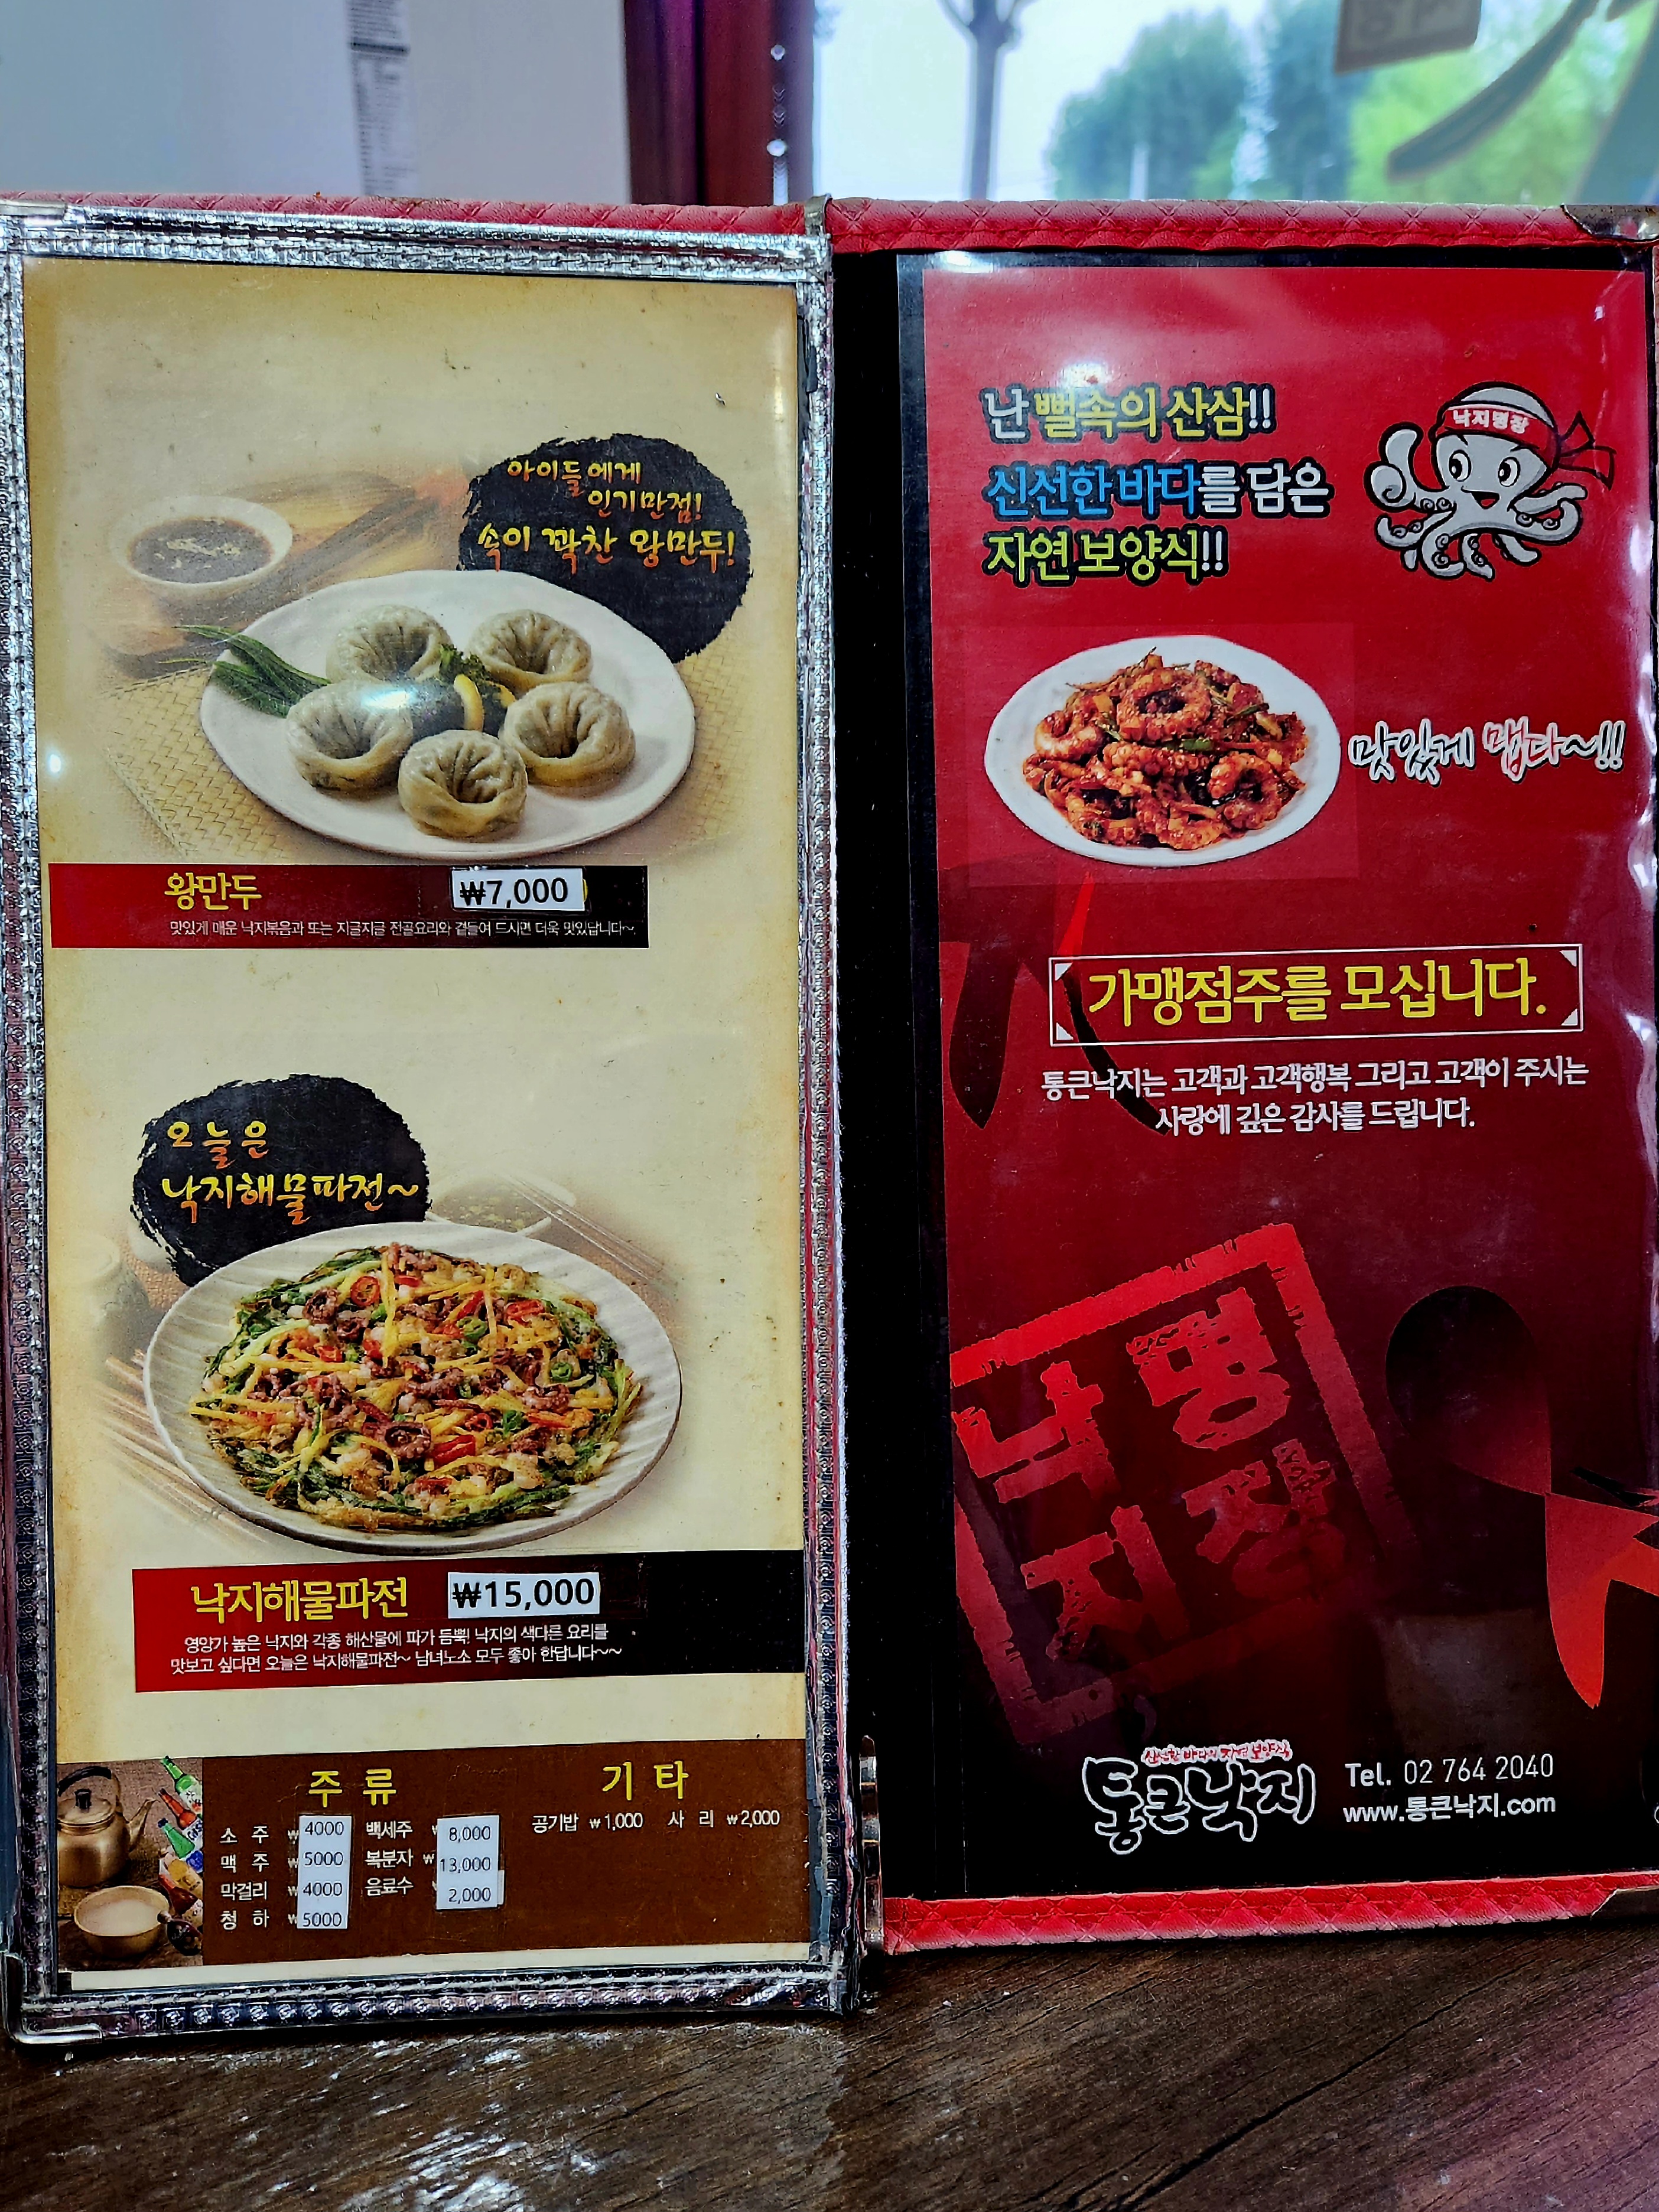 아이들에게
인기만점!
속이 꽉찬 왕만두!
왕만두 ₩7,000
맛있게 매운 낙지볶음과 또는 지글지글 전골요리와 곁들여 드시면 더욱 맛있답니다~
오늘은
낙지해물파전~
낙지해물파전 ₩15,000
영양가 높은 낙지와 각종 해산물에 파가 듬뿍! 낙지의 색다른 요리를
맛보고 싶다면 오늘은 낙지해물파전~ 남녀노소 모두 좋아 한답니다~~
주류
소주 ₩4000 백세주 ₩8,000
맥주 ₩5000 복분자 ₩13,000
막걸리 ₩4000 음료수 2,000
청하 ₩5000
기타
공기밥 ₩1,000 사리 ₩2,000
난 뻘속의 산삼!!
신선한 바다를 담은
자연 보양식!!
낙지명장
맛있게 맵다~!!
가맹점주를 모십니다.
통큰낙지는 고객과 고객행복 그리고 고객이 주시는
사랑에 깊은 감사를 드립니다.
낙지
명장
신선한 바다의 자연 보양식
통큰낙지
Tel. 02 764 2040
www.통큰낙지.com